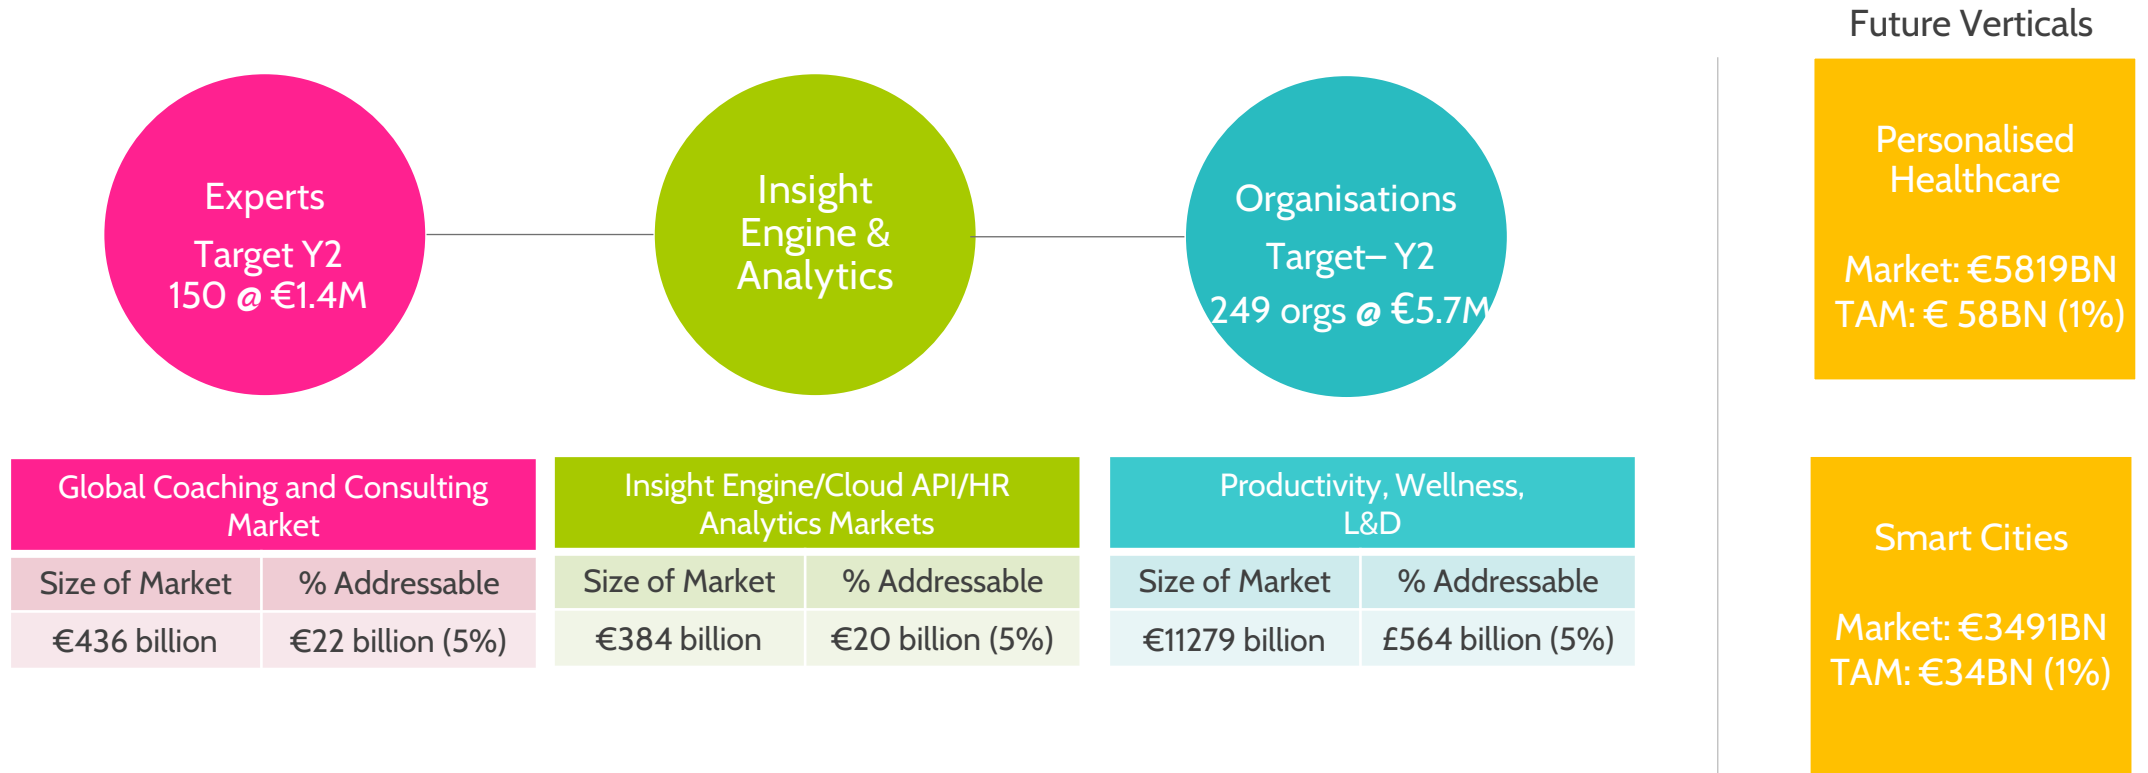 Future Verticals
Experts
Target Y2
150 @ €1.4M
Insight
Engine &
Analytics
Organisations
Target– Y2
249 orgs @ €5.7M
Personalised
Healthcare
Market: €5819BN
TAM: € 58BN (1%)
Global Coaching and Consulting
Market
Size of Market % Addressable
€436 billion €22 billion (5%)
Insight Engine/Cloud API/HR
Analytics Markets
Size of Market % Addressable
€384 billion €20 billion (5%)
Productivity, Wellness,
L&D
Size of Market % Addressable
€11279 billion £564 billion (5%)
Smart Cities
Market: €3491BN
TAM: €34BN (1%)